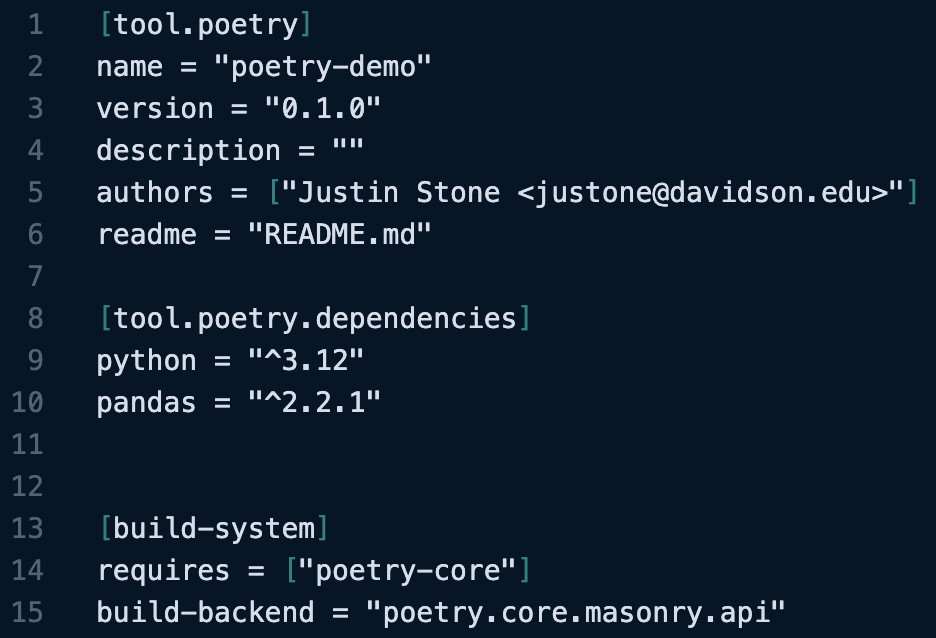 1 [tool.poetry]
2 name = "poetry-demo"
3 version = "0.1.0"
4 description = ""
5 authors = ["Justin Stone <justone@davidson.edu>"]
6 readme = "README.md"
7
8 [tool.poetry.dependencies]
9 python = "^3.12"
10 pandas = "^2.2.1"
11
12
13 [build-system]
14 requires = ["poetry-core"]
15 build-backend = "poetry.core.masonry.api"